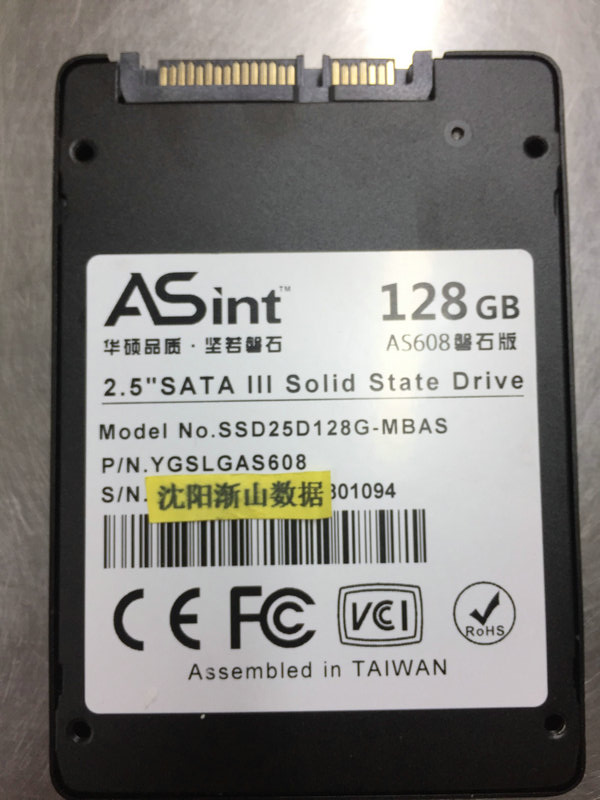 ASint™
128GB
华硕品质·坚若磐石
AS608磐石版
2.5"SATA III Solid State Drive
Model No.SSD25D128G-MBAS
P/N.YGSLGAS608
S/N.
沈阳渐山数据
801094
CE FC VCCI RoHS
Assembled in TAIWAN